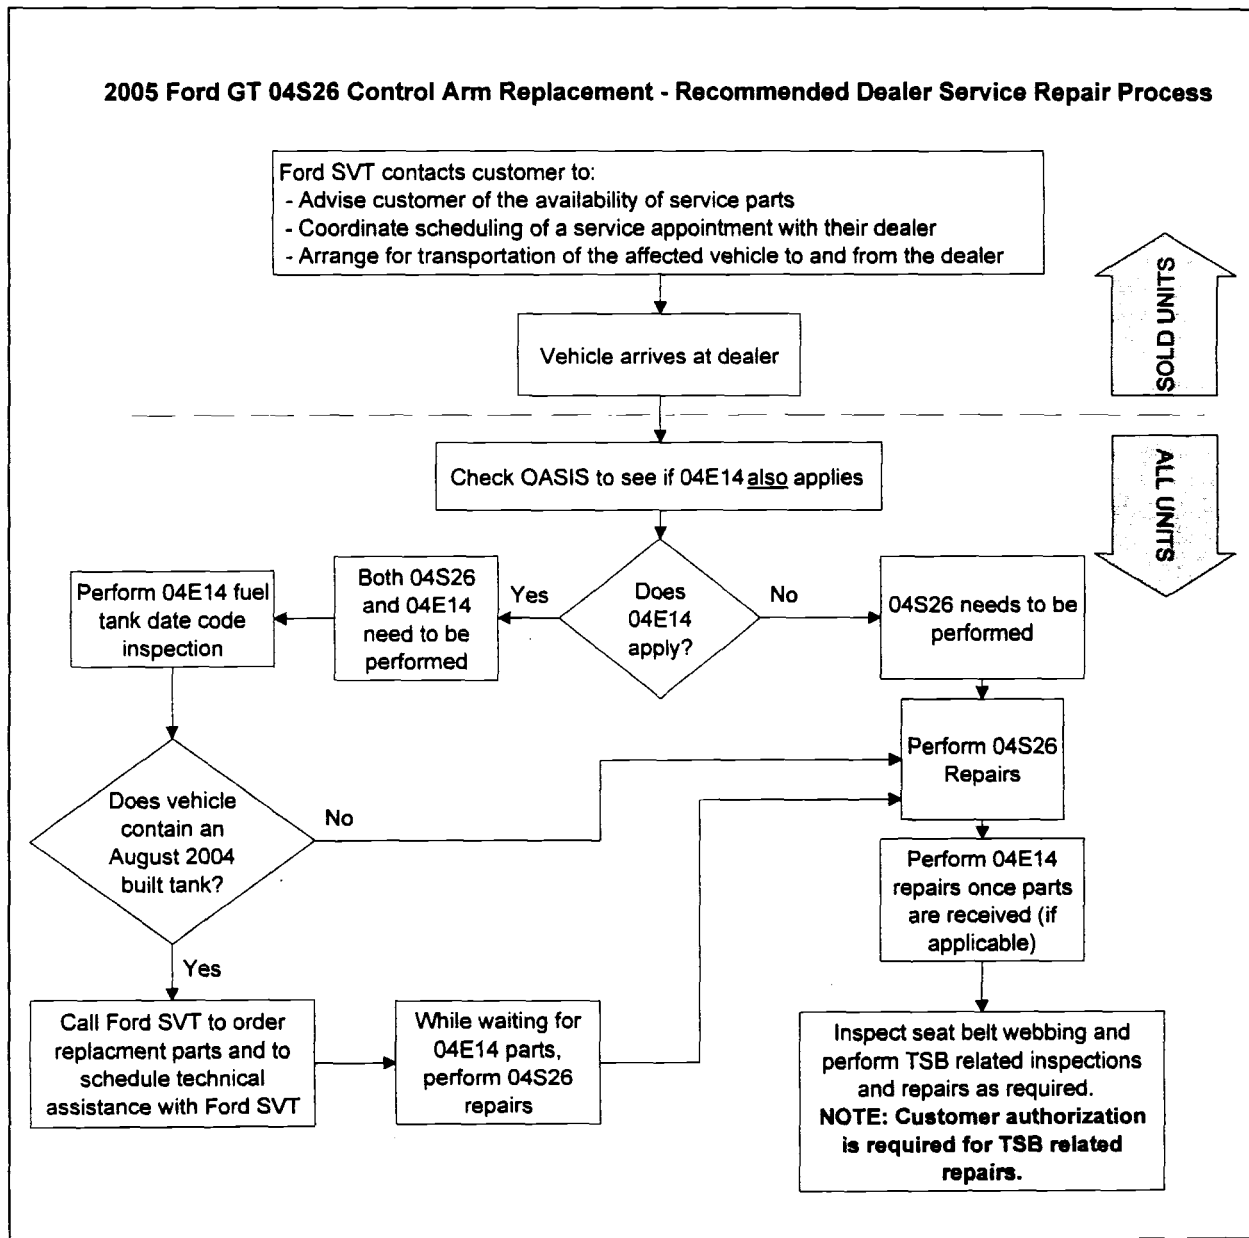 2005 Ford GT 04S26 Control Arm Replacement - Recommended Dealer Service Repair Process
Ford SVT contacts customer to:
- Advise customer of the availability of service parts
- Coordinate scheduling of a service appointment with their dealer
- Arrange for transportation of the affected vehicle to and from the dealer
SOLD UNITS
Vehicle arrives at dealer
ALL UNITS
Check OASIS to see if 04E14 also applies
Does
04E14
apply?
Yes
No
Both 04S26
and 04E14
need to be
performed
Perform 04E14 fuel
tank date code
inspection
04S26 needs to be
performed
Perform 04S26
Repairs
Does vehicle
contain an
August 2004
built tank?
No
Yes
Perform 04E14
repairs once parts
are received (if
applicable)
Call Ford SVT to order
replacment parts and to
schedule technical
assistance with Ford SVT
While waiting for
04E14 parts,
perform 04S26
repairs
Inspect seat belt webbing and
perform TSB related inspections
and repairs as required.
NOTE: Customer authorization
is required for TSB related
repairs.